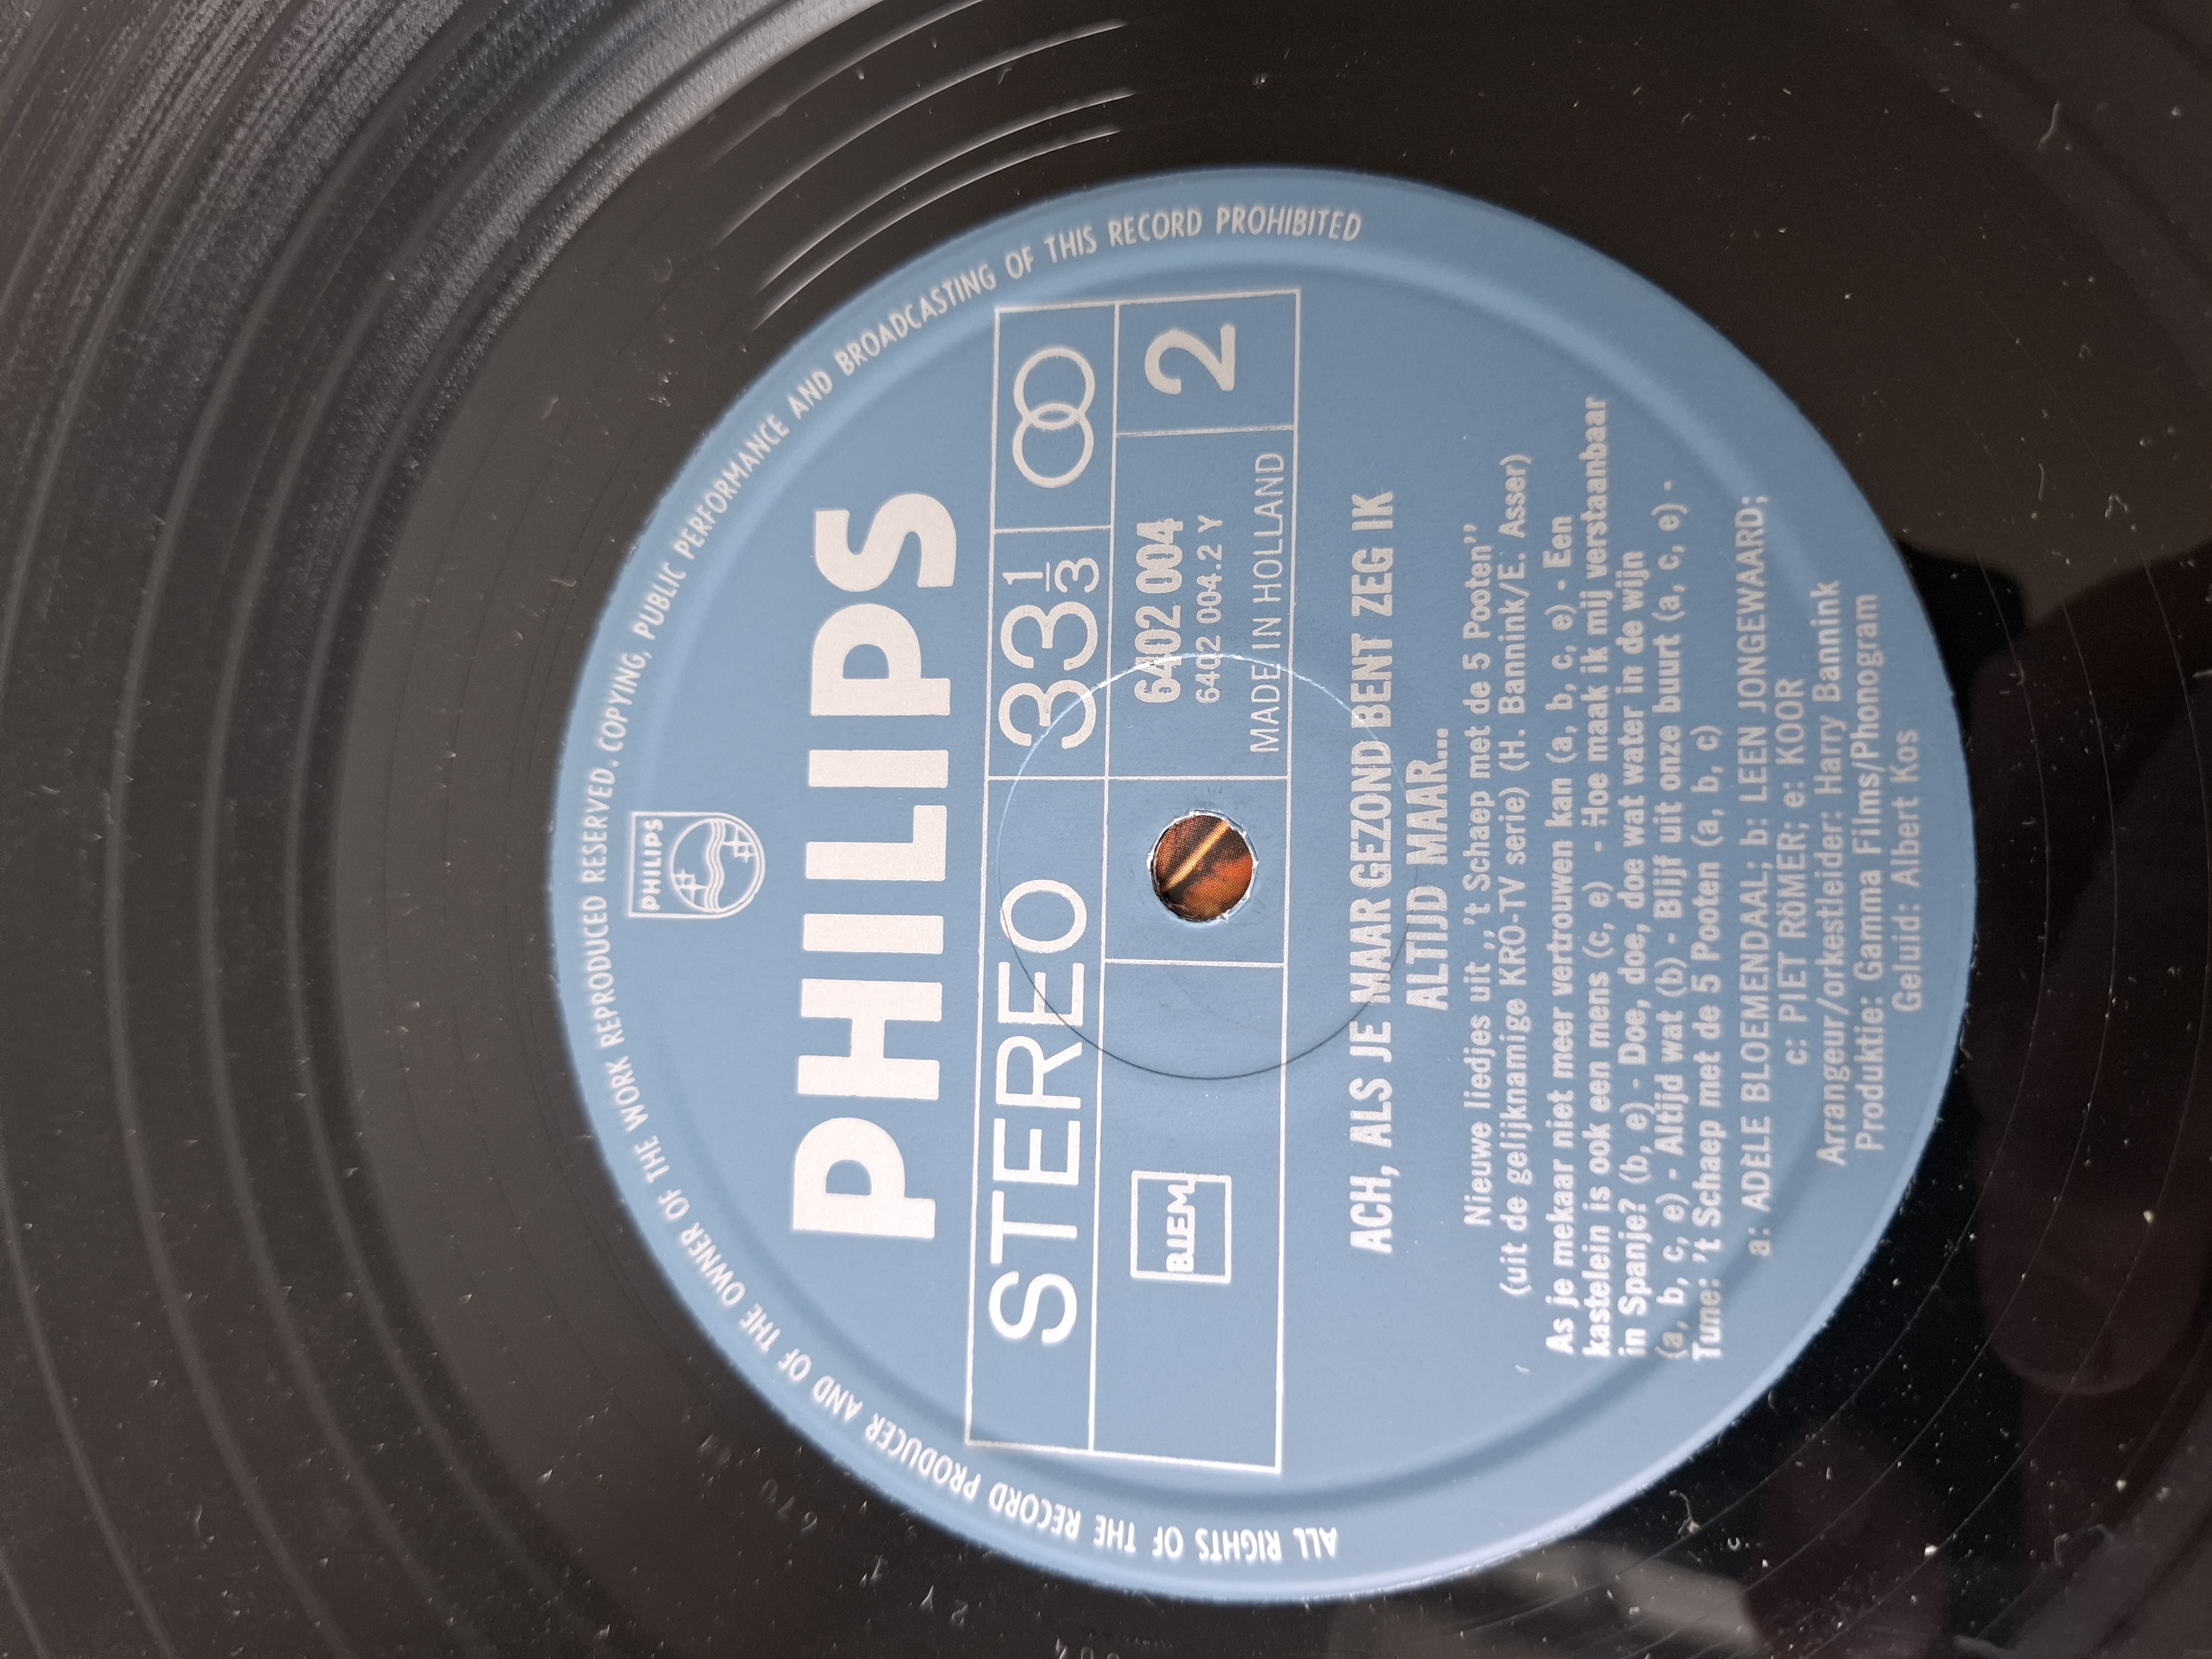 ALL RIGHTS OF THE RECORD PRODUCER AND OF THE OWNER OF THE WORK REPRODUCED RESERVED. COPYING, PUBLIC PERFORMANCE AND BROADCASTING OF THIS RECORD PROHIBITED
PHILIPS
PHILIPS
STEREO 33 1/3
BIEM
6402 004
6402 004.2 Y
MADE IN HOLLAND
2
ACH, ALS JE MAAR GEZOND BENT ZEG IK
ALTIJD MAAR...
Nieuwe liedjes uit ,,'t Schaep met de 5 Pooten''
(uit de gelijknamige KRO-TV serie) (H. Bannink/E. Asser)
As je mekaar niet meer vertrouwen kan (a, b, c, e) - Een
kastelein is ook een mens (c, e) - Hoe maak ik mij verstaanbaar
in Spanje? (b, e) - Doe, doe, doe wat water in de wijn
(a, b, c, e) - Altijd wat (b) - Blijf uit onze buurt (a, c, e) -
Tune: 't Schaep met de 5 Pooten (a, b, c)
a: ADÈLE BLOEMENDAAL; b: LEEN JONGEWAARD;
c: PIET RÖMER; e: KOOR
Arrangeur/orkestleider: Harry Bannink
Produktie: Gamma Films/Phonogram
Geluid: Albert Kos